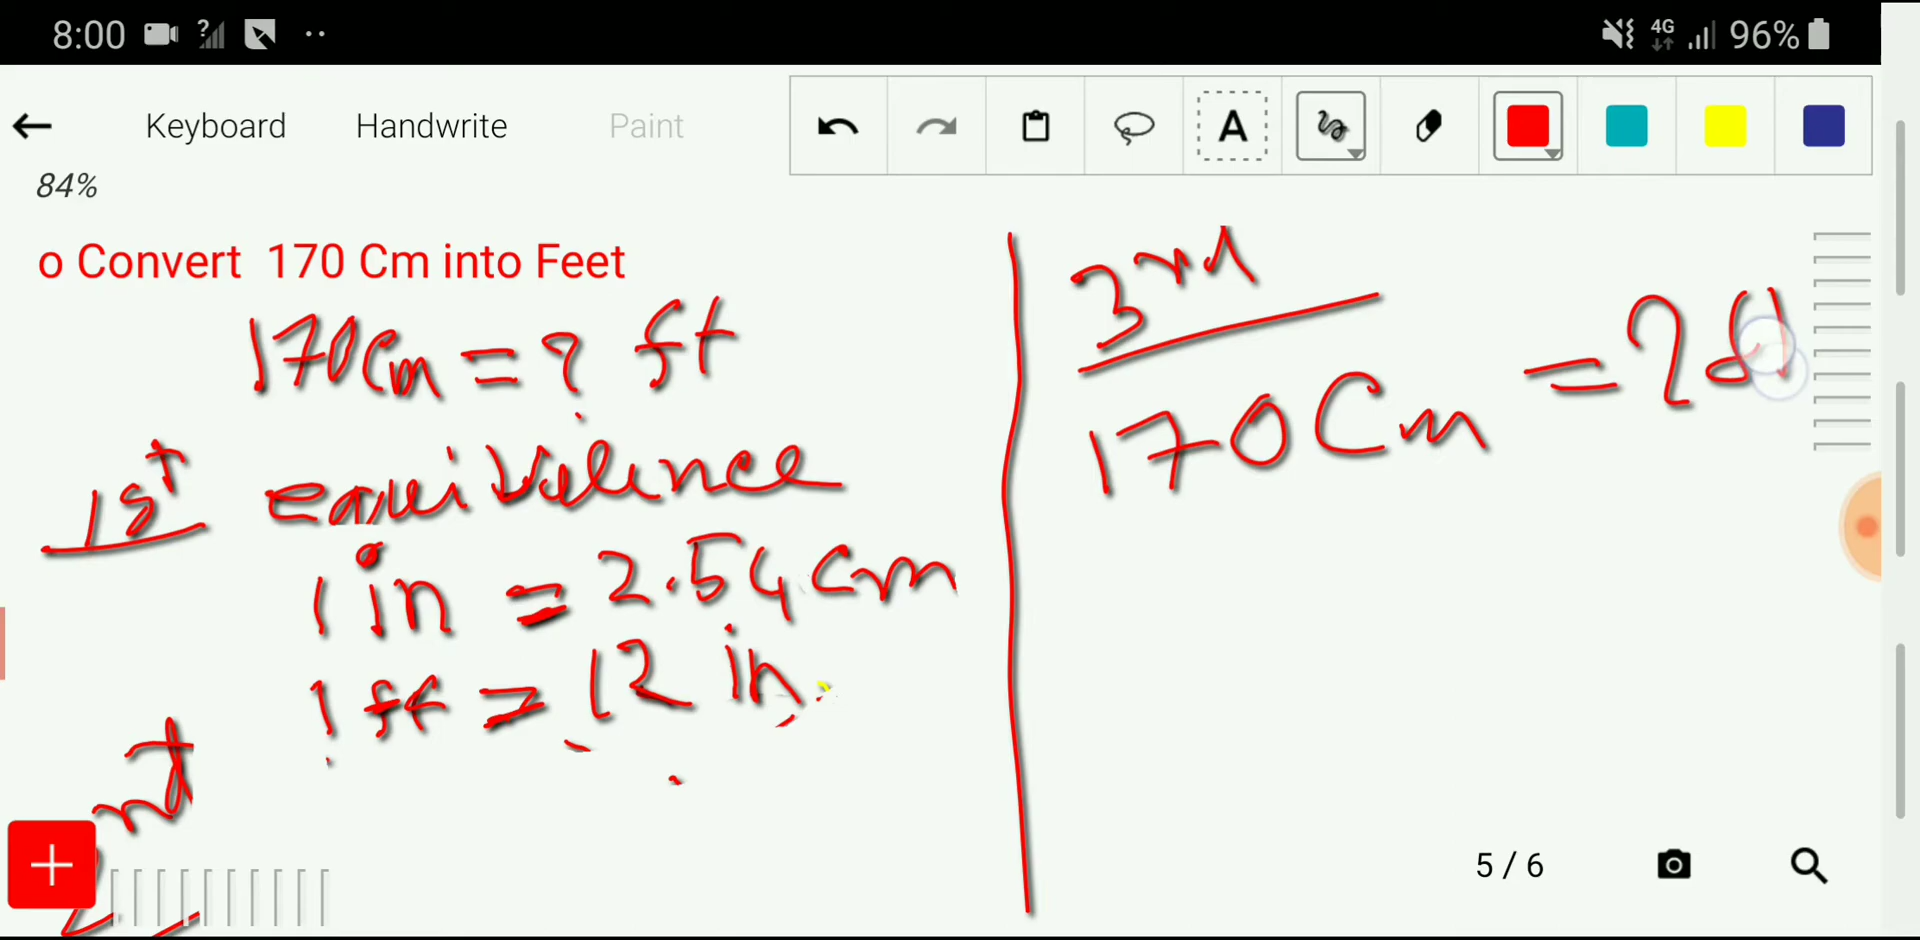 8:00
4G 96%
Keyboard Handwrite Paint A
84%
o Convert 170 Cm into Feet
170Cm = ? ft
1st equivalence
1 in = 2.54 cm
1 ft = 12 in
2nd
3rd
170 Cm = ?
5 / 6